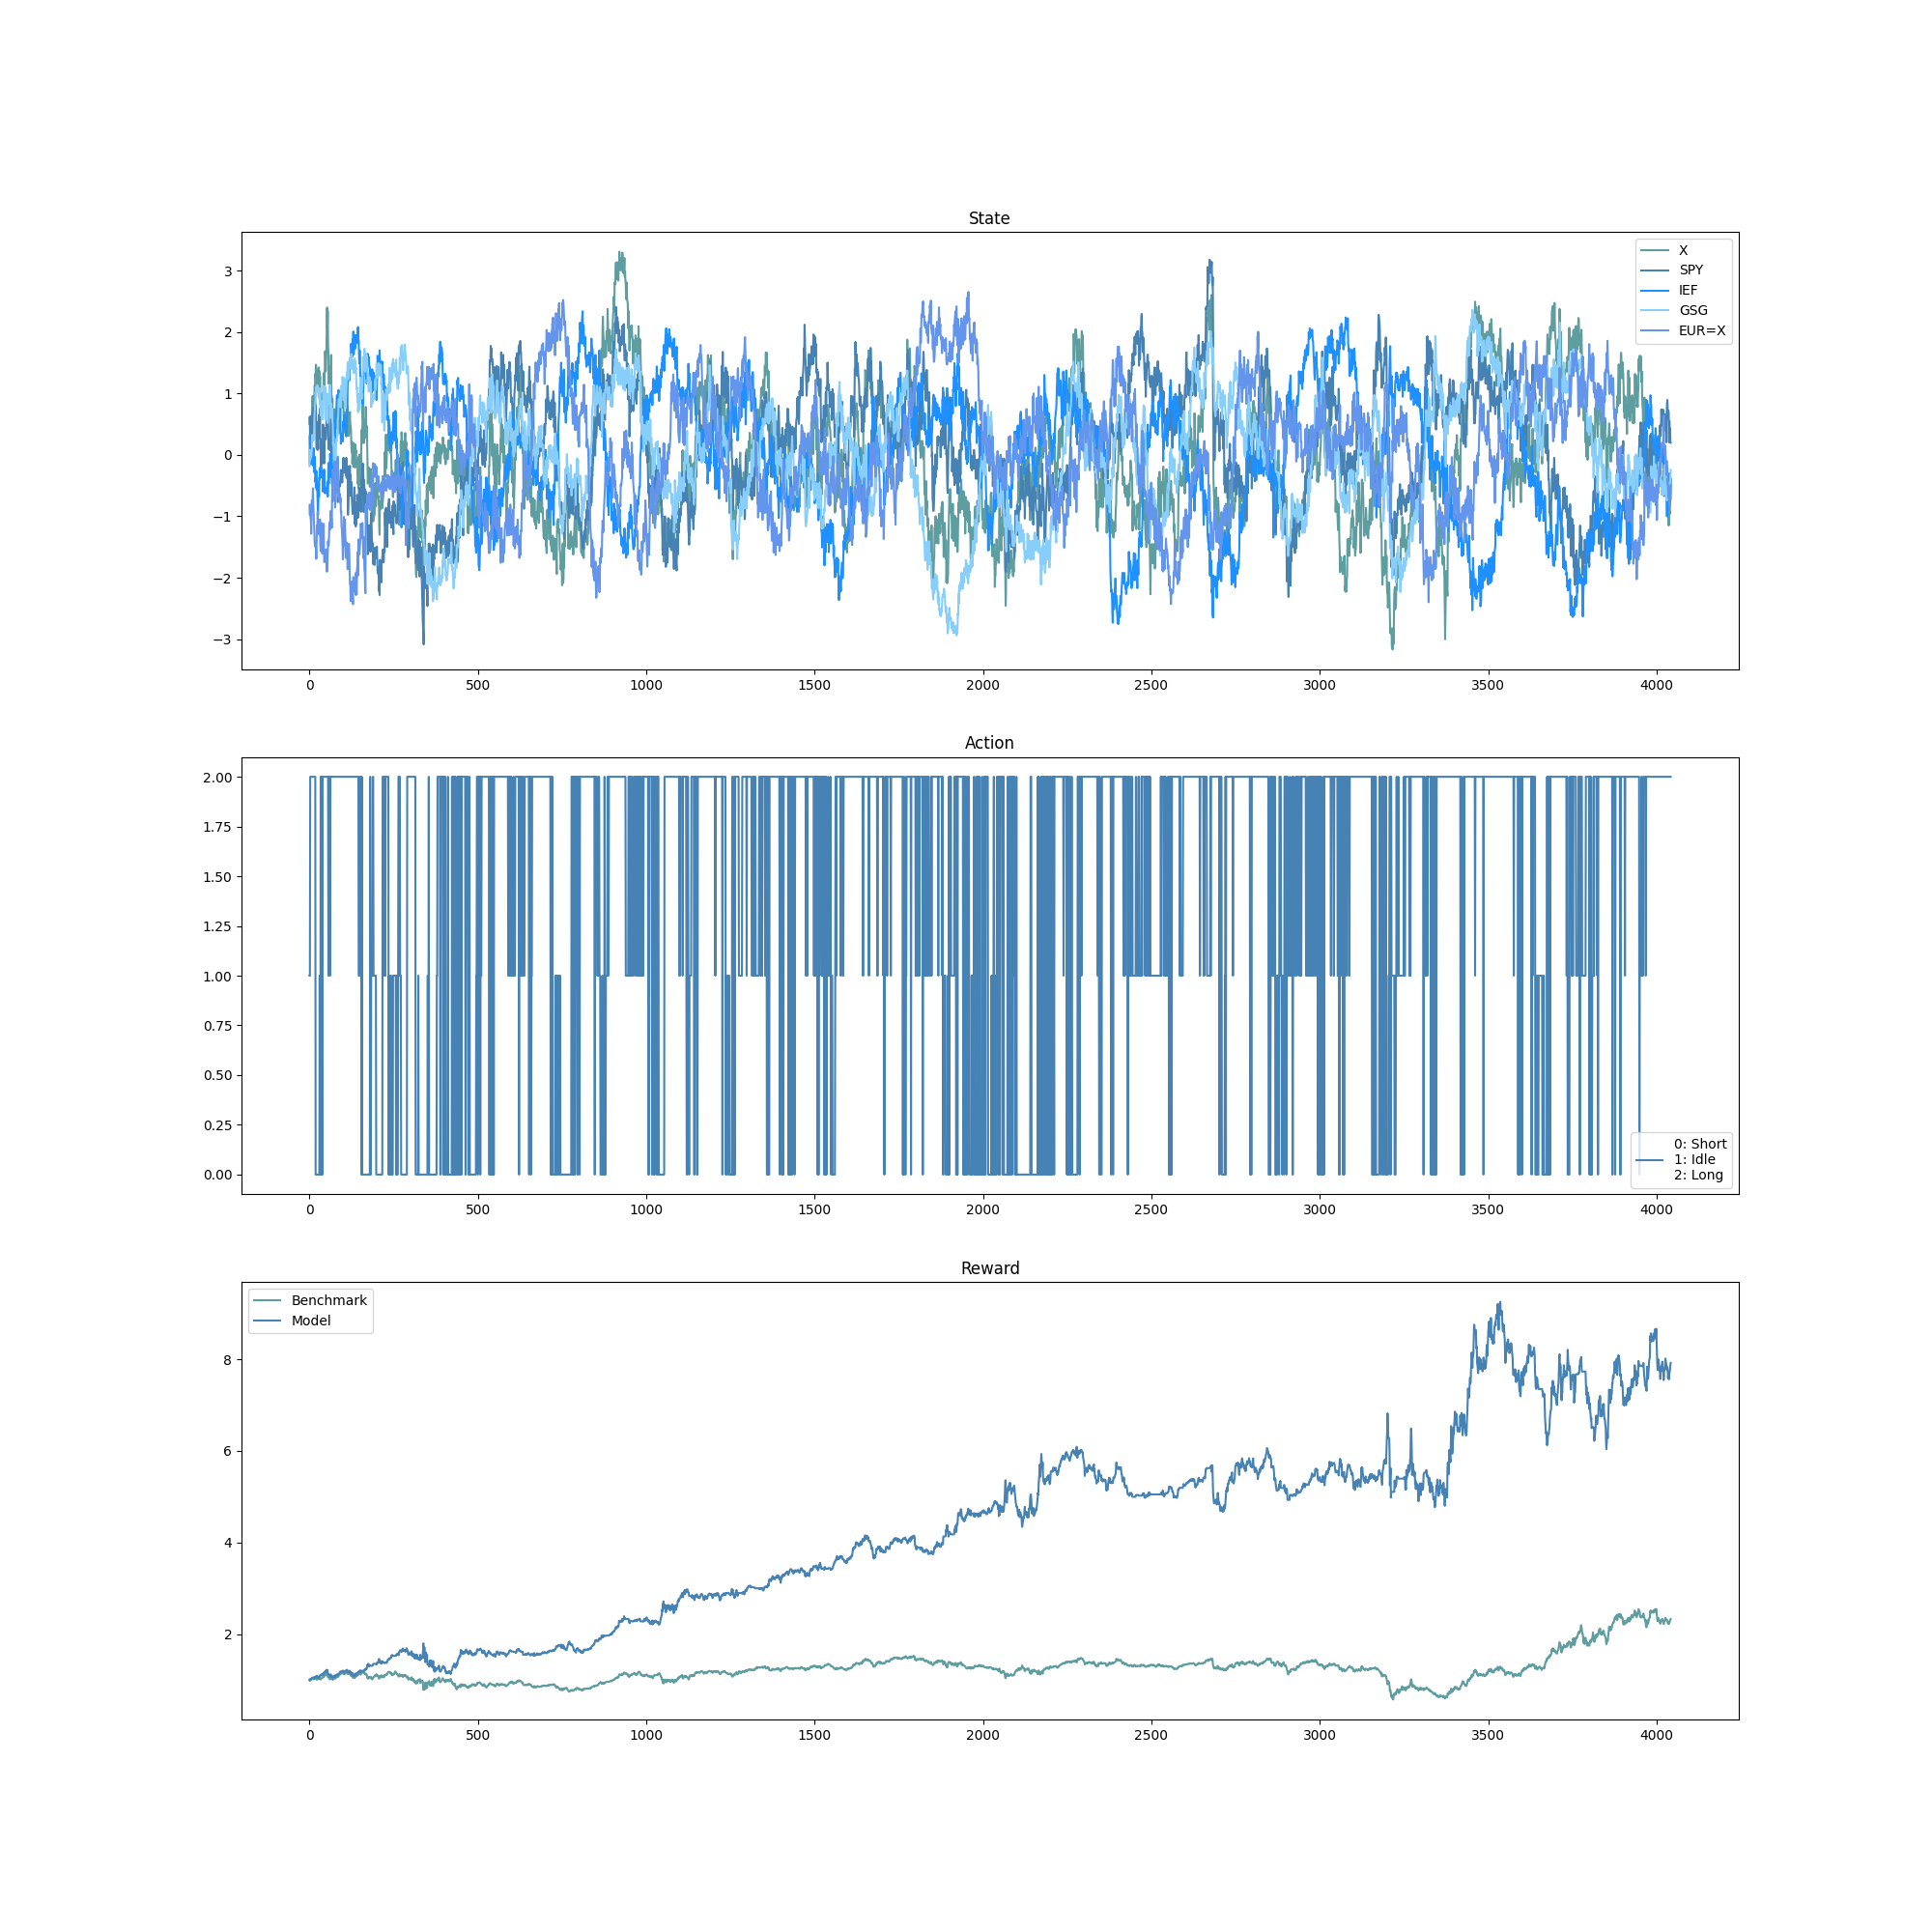 State
3
2
1
0
−1
−2
−3
X
SPY
IEF
GSG
EUR=X
0 500 1000 1500 2000 2500 3000 3500 4000
Action
2.00
1.75
1.50
1.25
1.00
0.75
0.50
0.25
0.00
0: Short
1: Idle
2: Long
0 500 1000 1500 2000 2500 3000 3500 4000
Reward
Benchmark
Model
8
6
4
2
0 500 1000 1500 2000 2500 3000 3500 4000